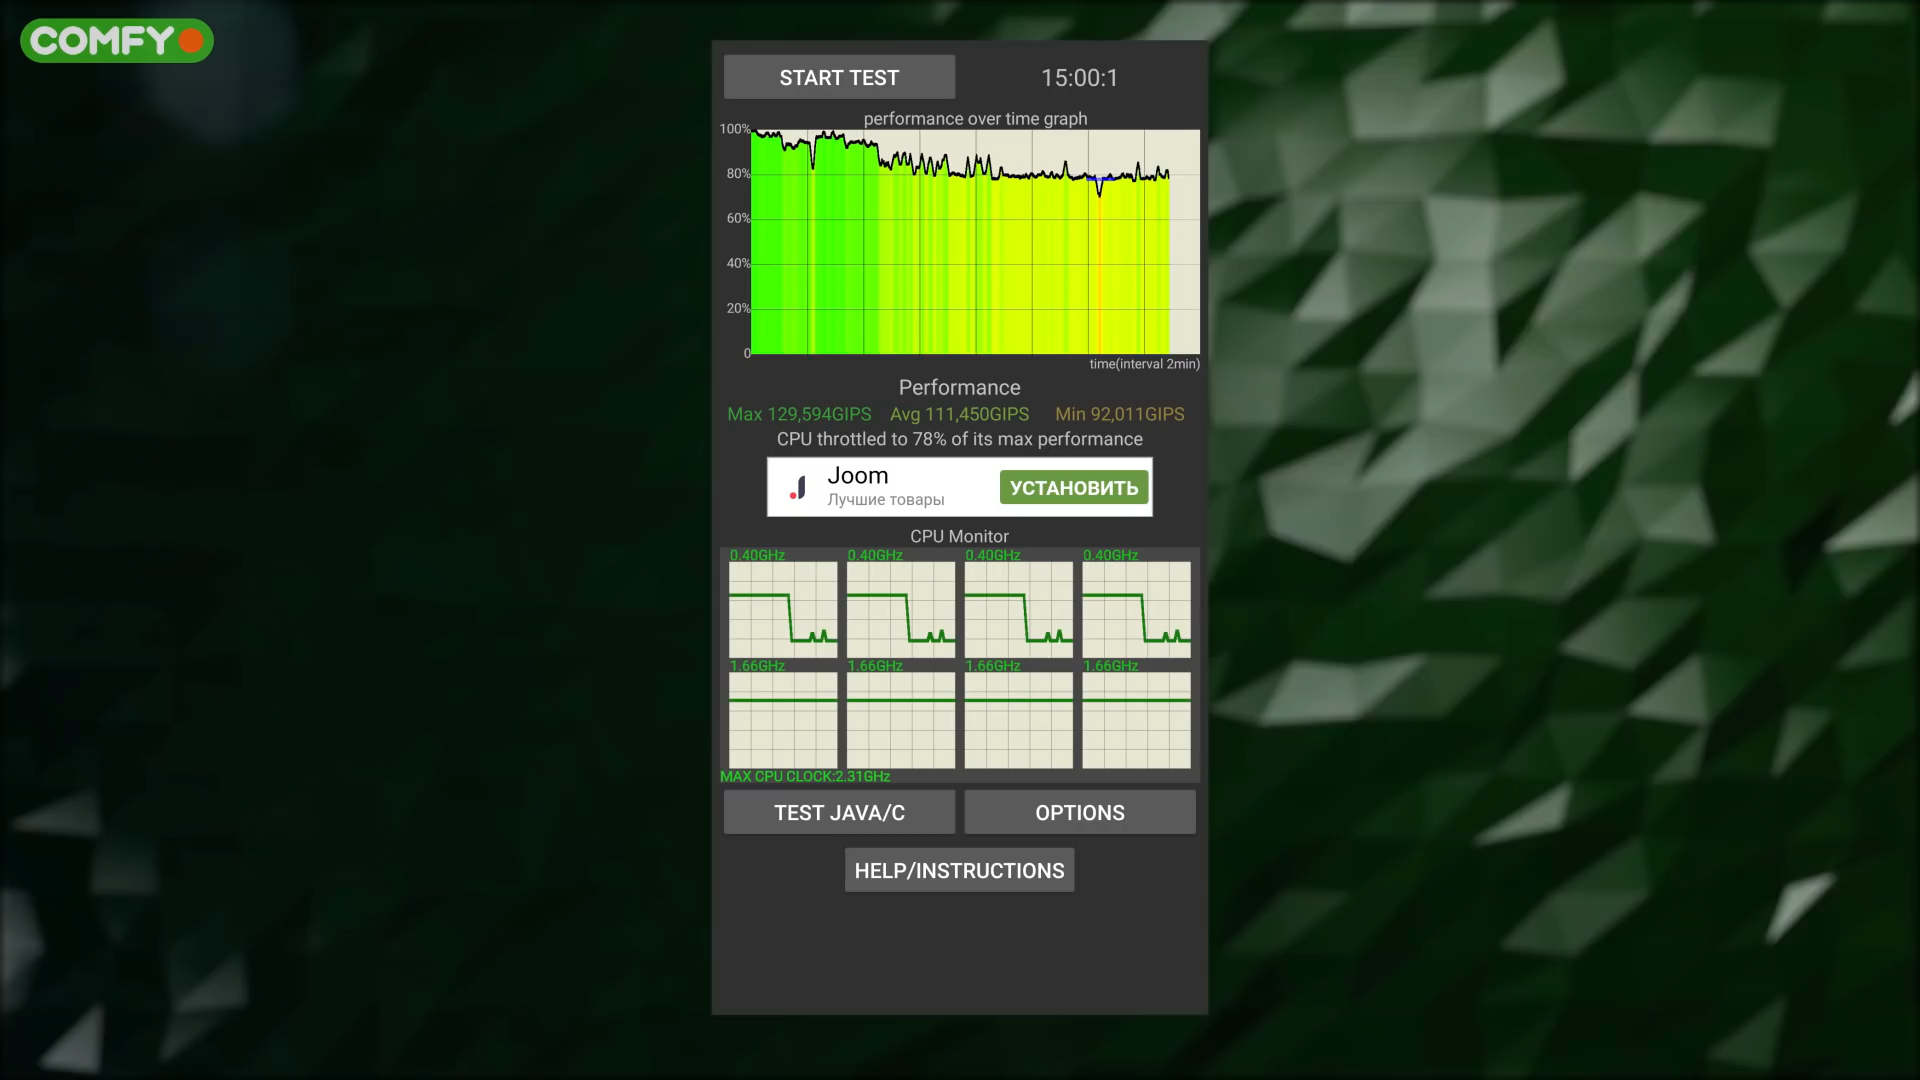 COMFY
START TEST
15:00:1
performance over time graph
100%
80%
60%
40%
20%
0
time(interval 2min)
Performance
Max 129,594GIPS Avg 111,450GIPS Min 92,011GIPS
CPU throttled to 78% of its max performance
Joom
Лучшие товары
УСТАНОВИТЬ
CPU Monitor
0.40GHz 0.40GHz 0.40GHz 0.40GHz
1.66GHz 1.66GHz 1.66GHz 1.66GHz
MAX CPU CLOCK:2.31GHz
TEST JAVA/C
OPTIONS
HELP/INSTRUCTIONS